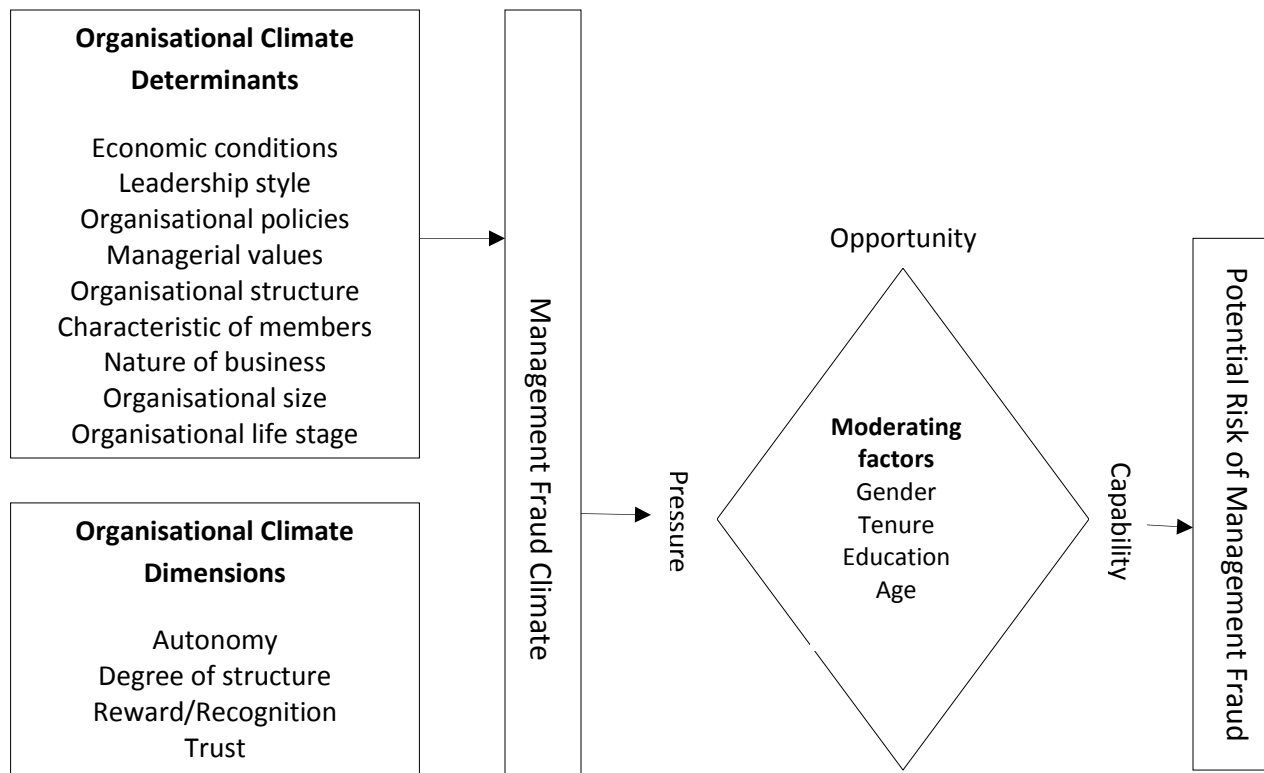 Organisational Climate
Determinants
Economic conditions
Leadership style
Organisational policies
Managerial values
Organisational structure
Characteristic of members
Nature of business
Organisational size
Organisational life stage
Organisational Climate
Dimensions
Autonomy
Degree of structure
Reward/Recognition
Trust
Management Fraud Climate
Pressure
Opportunity
Moderating
factors
Gender
Tenure
Education
Age
Capability
Potential Risk of Management Fraud